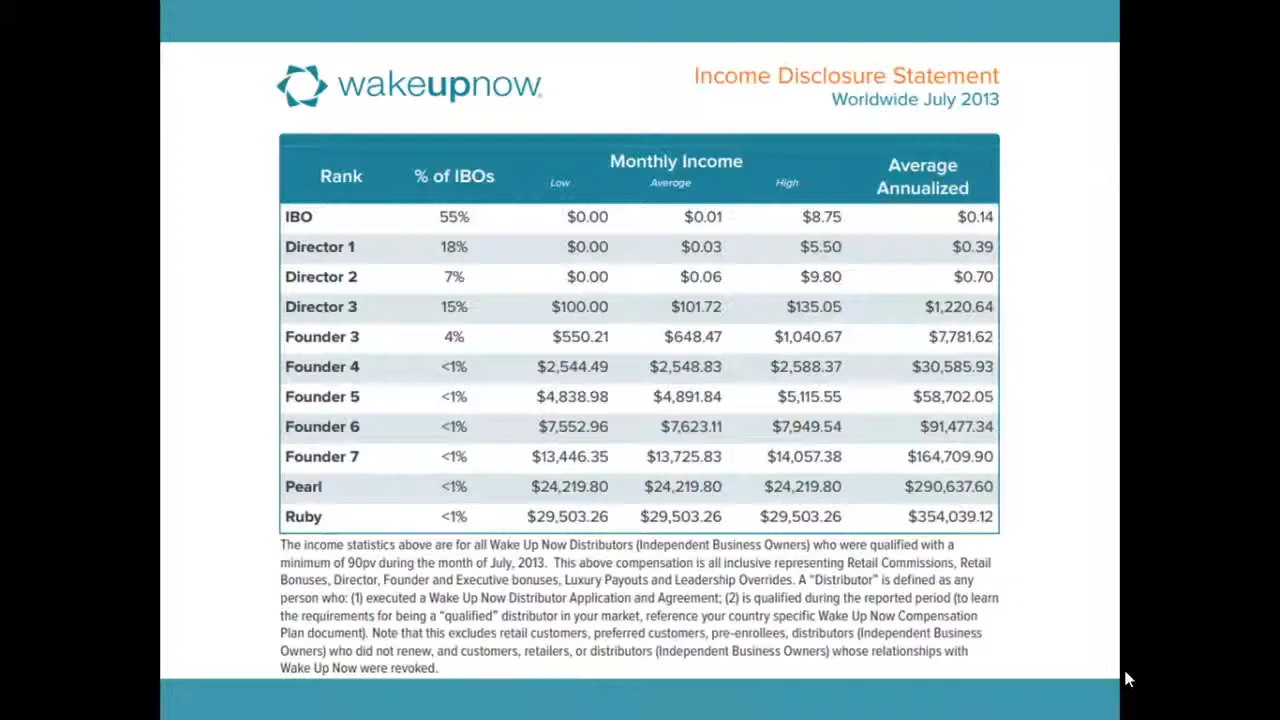 wakeupnow
Income Disclosure Statement
Worldwide July 2013
Rank % of IBOs Monthly Income Average Annualized
Low Average High
IBO 55% $0.00 $0.01 $8.75 $0.14
Director 1 18% $0.00 $0.03 $5.50 $0.39
Director 2 7% $0.00 $0.06 $9.80 $0.70
Director 3 15% $100.00 $101.72 $135.05 $1,220.64
Founder 3 4% $550.21 $648.47 $1,040.67 $7,781.62
Founder 4 <1% $2,544.49 $2,548.83 $2,588.37 $30,585.93
Founder 5 <1% $4,838.98 $4,891.84 $5,115.55 $58,702.05
Founder 6 <1% $7,552.96 $7,623.11 $7,949.54 $91,477.34
Founder 7 <1% $13,446.35 $13,725.83 $14,057.38 $164,709.90
Pearl <1% $24,219.80 $24,219.80 $24,219.80 $290,637.60
Ruby <1% $29,503.26 $29,503.26 $29,503.26 $354,039.12
The income statistics above are for all Wake Up Now Distributors (Independent Business Owners) who were qualified with a
minimum of 90pv during the month of July, 2013. This above compensation is all inclusive representing Retail Commissions, Retail
Bonuses, Director, Founder and Executive bonuses, Luxury Payouts and Leadership Overrides. A “Distributor” is defined as any
person who: (1) executed a Wake Up Now Distributor Application and Agreement; (2) is qualified during the reported period (to learn
the requirements for being a “qualified” distributor in your market, reference your country specific Wake Up Now Compensation
Plan document). Note that this excludes retail customers, preferred customers, pre-enrollees, distributors (Independent Business
Owners) who did not renew, and customers, retailers, or distributors (Independent Business Owners) whose relationships with
Wake Up Now were revoked.